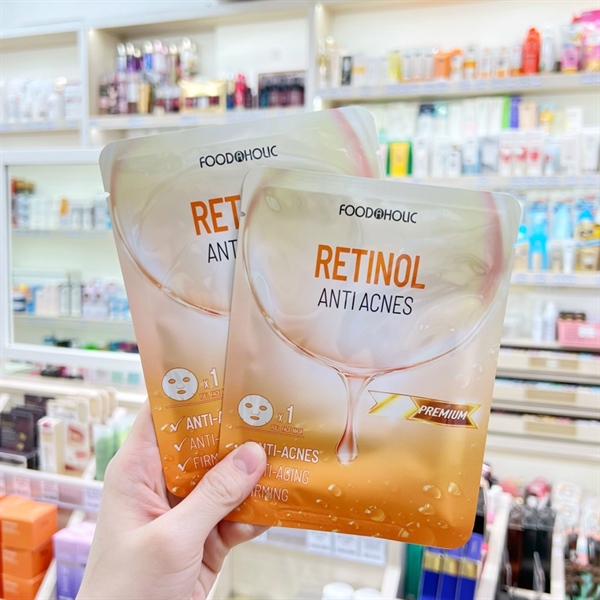 FOODAHOLIC
RET
ANT
x1
✓ ANTI-A
✓ ANTI-
✓ FIRM
FOODAHOLIC
RETINOL
ANTI ACNES
x1
PREMIUM
ANTI-ACNES
ANTI-AGING
FIRMING